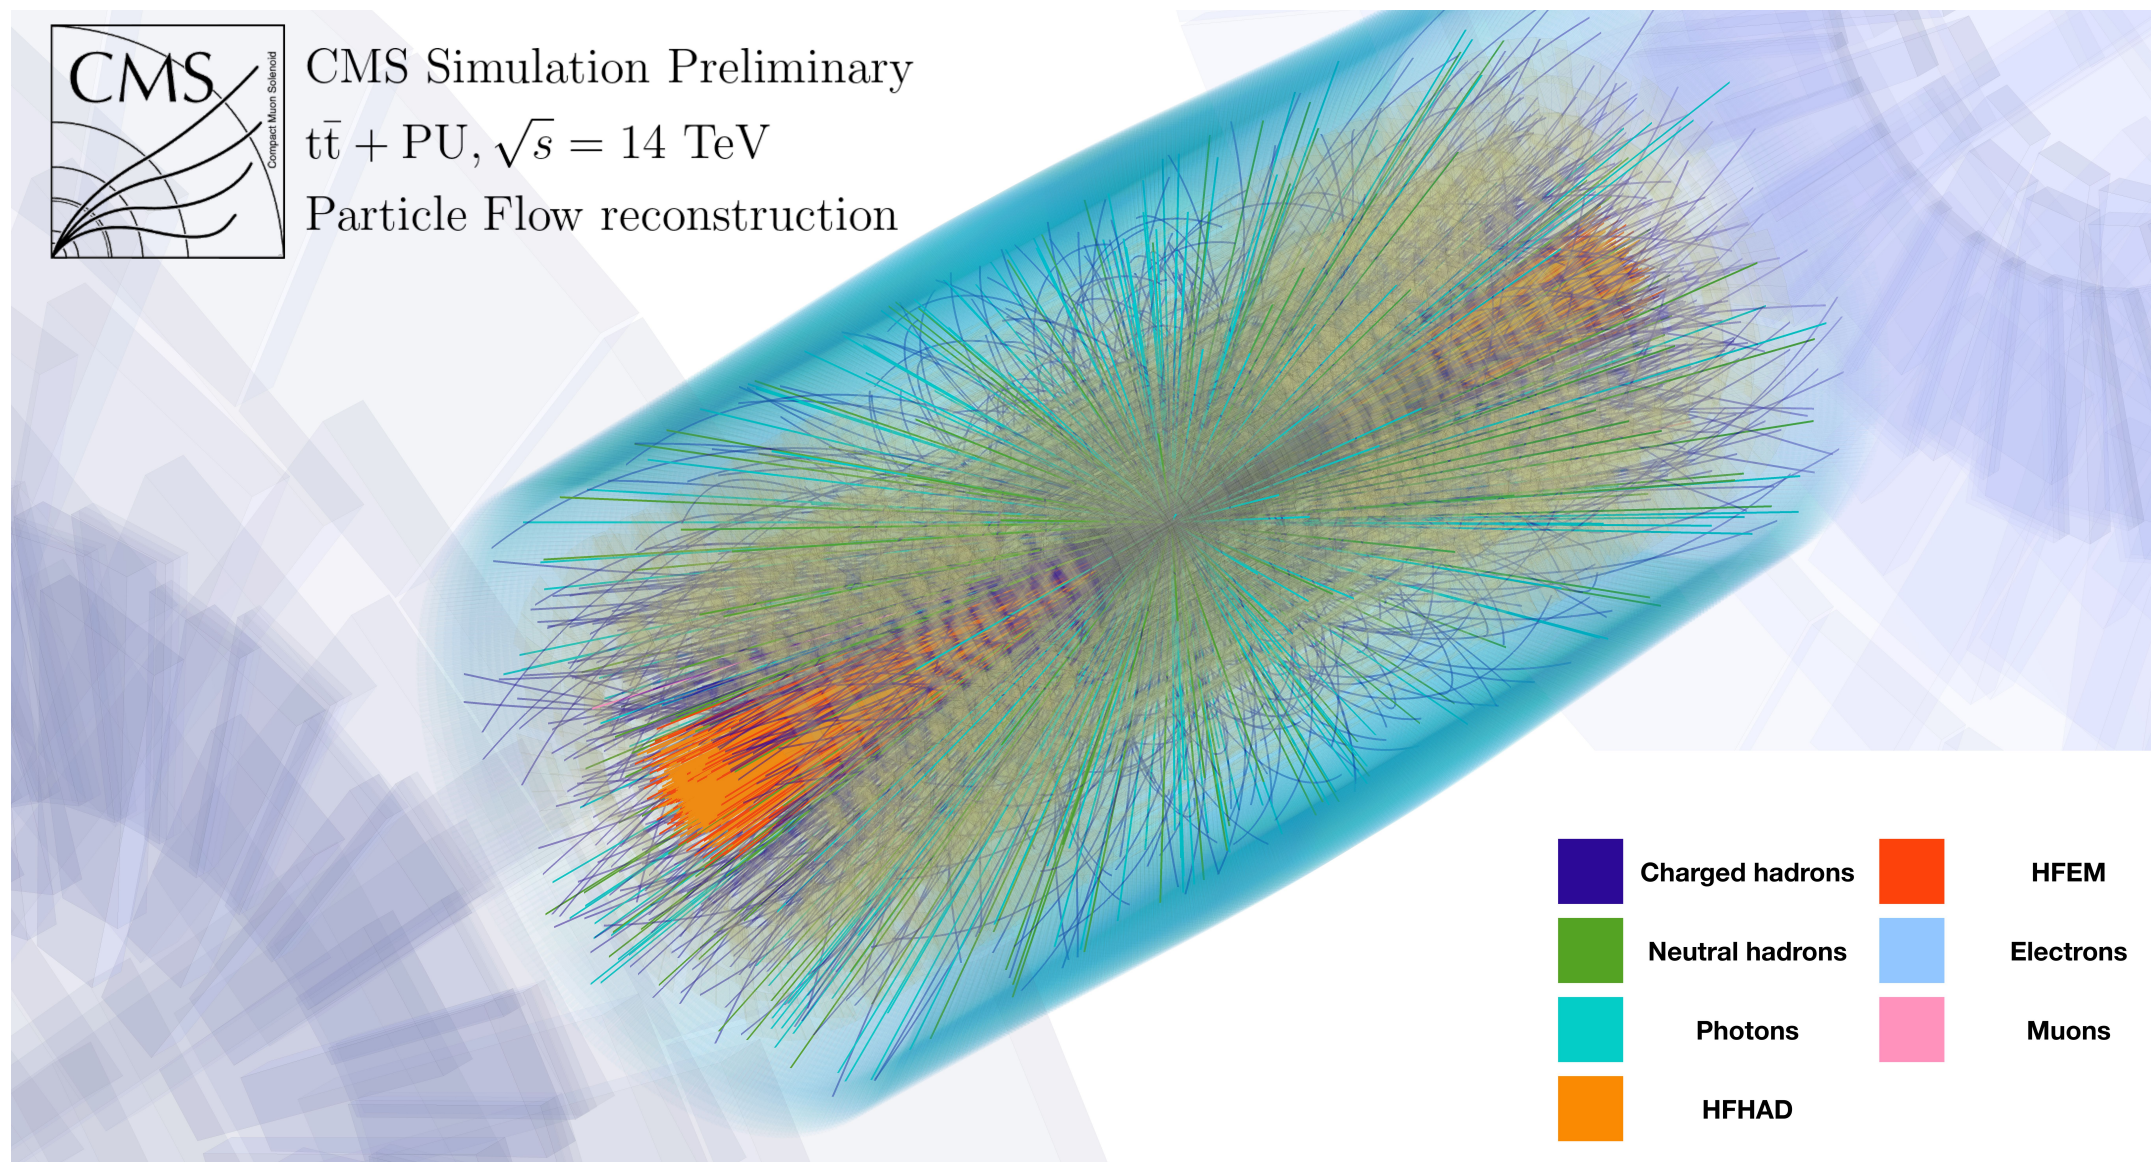 CMS
Compact Muon Solenoid
CMS Simulation Preliminary
tt̄ + PU, √s = 14 TeV
Particle Flow reconstruction
Charged hadrons
HFEM
Neutral hadrons
Electrons
Photons
Muons
HFHAD